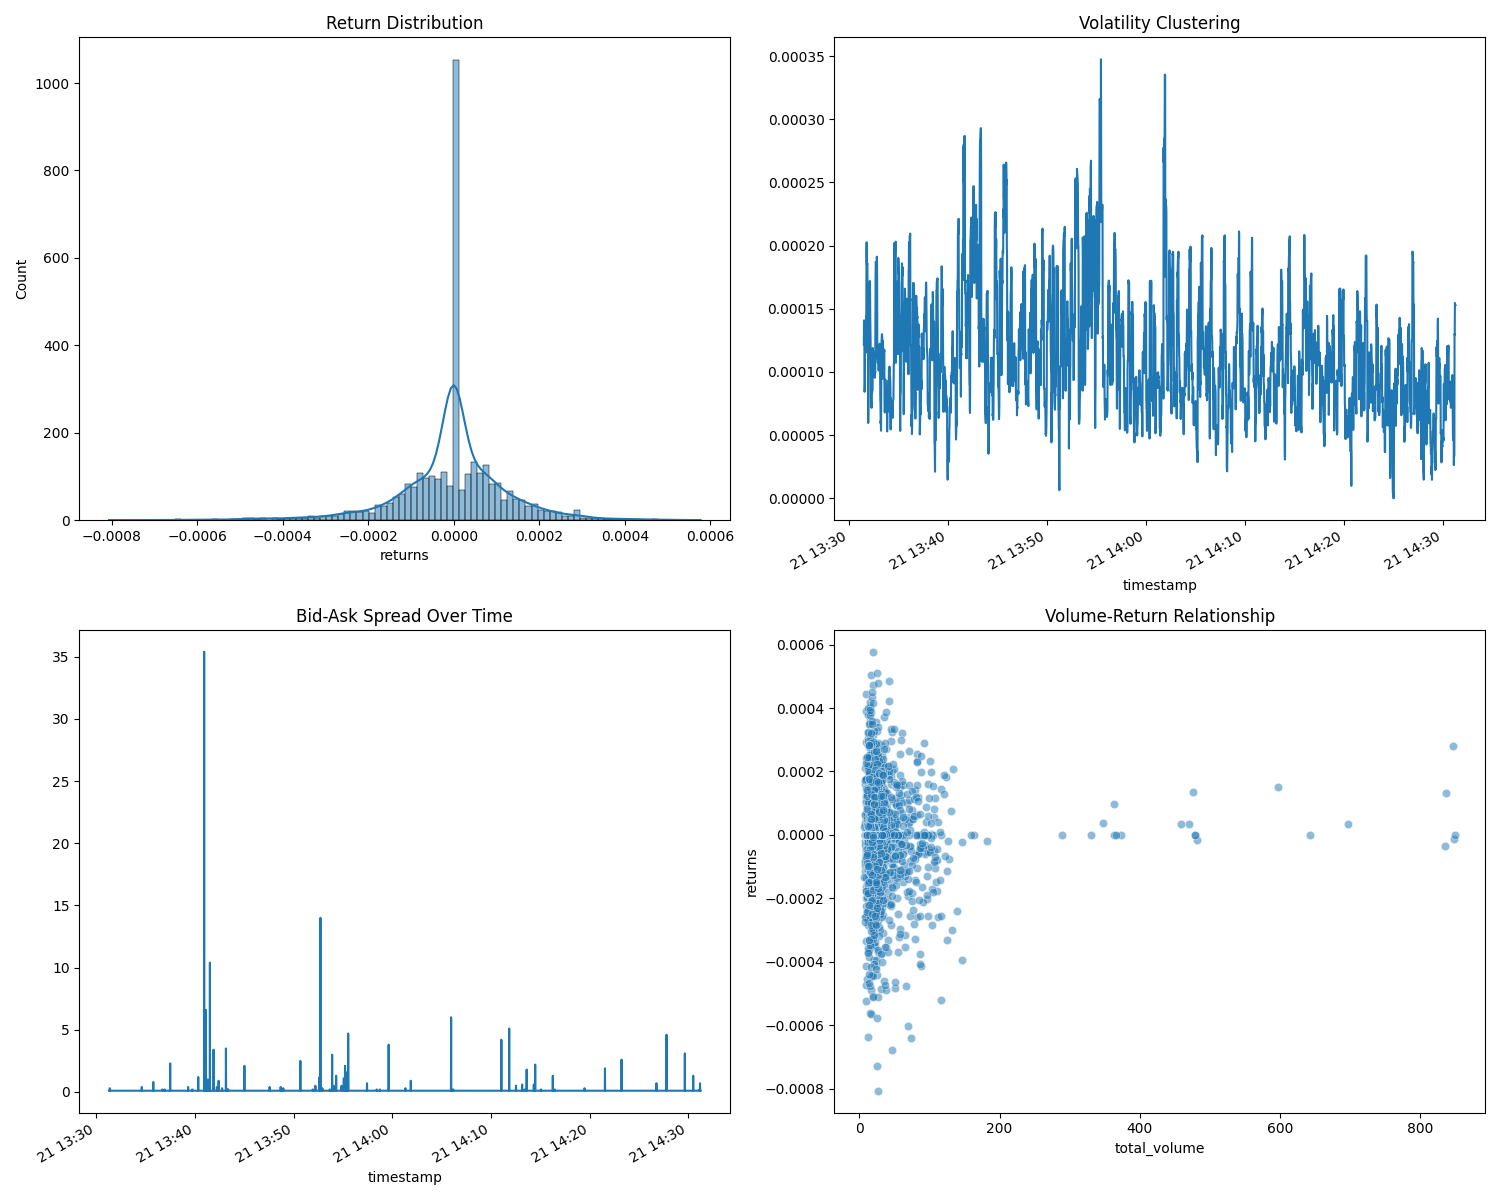 Return Distribution
1000
800
600
400
200
0
Count
−0.0008 −0.0006 −0.0004 −0.0002 0.0000 0.0002 0.0004 0.0006
returns
Volatility Clustering
0.00035
0.00030
0.00025
0.00020
0.00015
0.00010
0.00005
0.00000
21 13:30 21 13:40 21 13:50 21 14:00 21 14:10 21 14:20 21 14:30
timestamp
Bid-Ask Spread Over Time
35
30
25
20
15
10
5
0
21 13:30 21 13:40 21 13:50 21 14:00 21 14:10 21 14:20 21 14:30
timestamp
Volume-Return Relationship
0.0006
0.0004
0.0002
0.0000
−0.0002
−0.0004
−0.0006
−0.0008
returns
0 200 400 600 800
total_volume